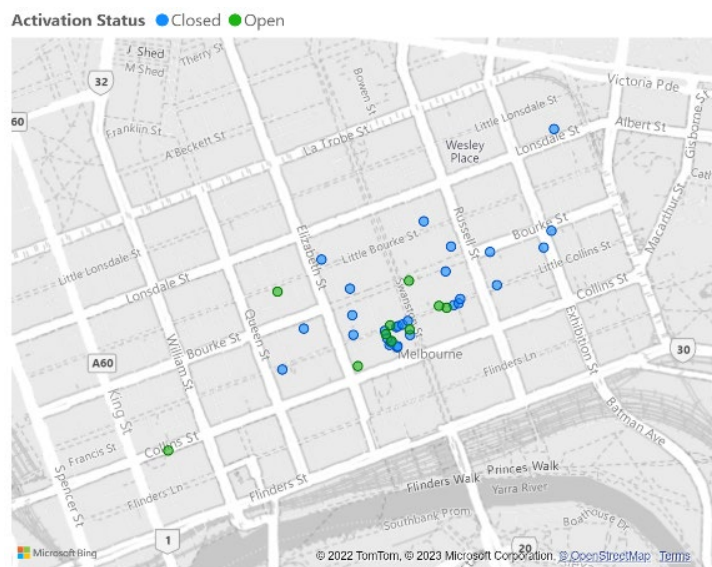 Activation Status Closed Open
J Shed
M Shed
Therry St
Bowen St
32
Victoria Pde
60
Franklin St
A'Beckett St
La Trobe St
Little Lonsdale St
Albert St
Gisborne St
Wesley
Place
Lonsdale St
Macarthur St
Russell St
Bourke St
Elizabeth St
Little Bourke St
Little Collins St
Little Lonsdale St
Lonsdale St
Swanston St
Collins St
Queen St
Bourke St
William St
Melbourne
Exhibition St
30
A60
Flinders Ln
King St
Batman Ave
Collins St
Francis St
Spencer St
Flinders Ln
Flinders St
Flinders Walk
Princes Walk
Yarra River
Southbank Prom
Boathouse Dr
1
20
Microsoft Bing
© 2022 TomTom, © 2023 Microsoft Corporation, © OpenStreetMap Terms